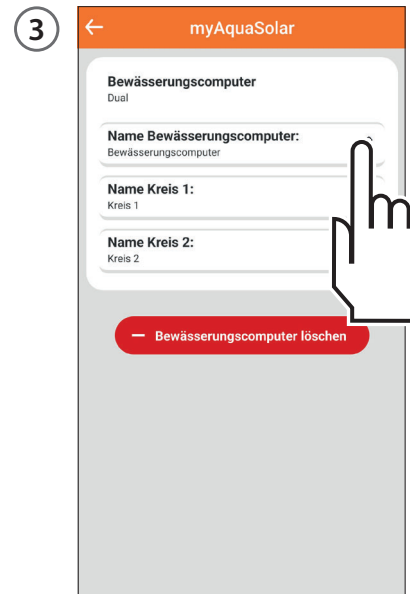 3
myAquaSolar
Bewässerungscomputer
Dual
Name Bewässerungscomputer:
Bewässerungscomputer
Name Kreis 1:
Kreis 1
Name Kreis 2:
Kreis 2
Bewässerungscomputer löschen